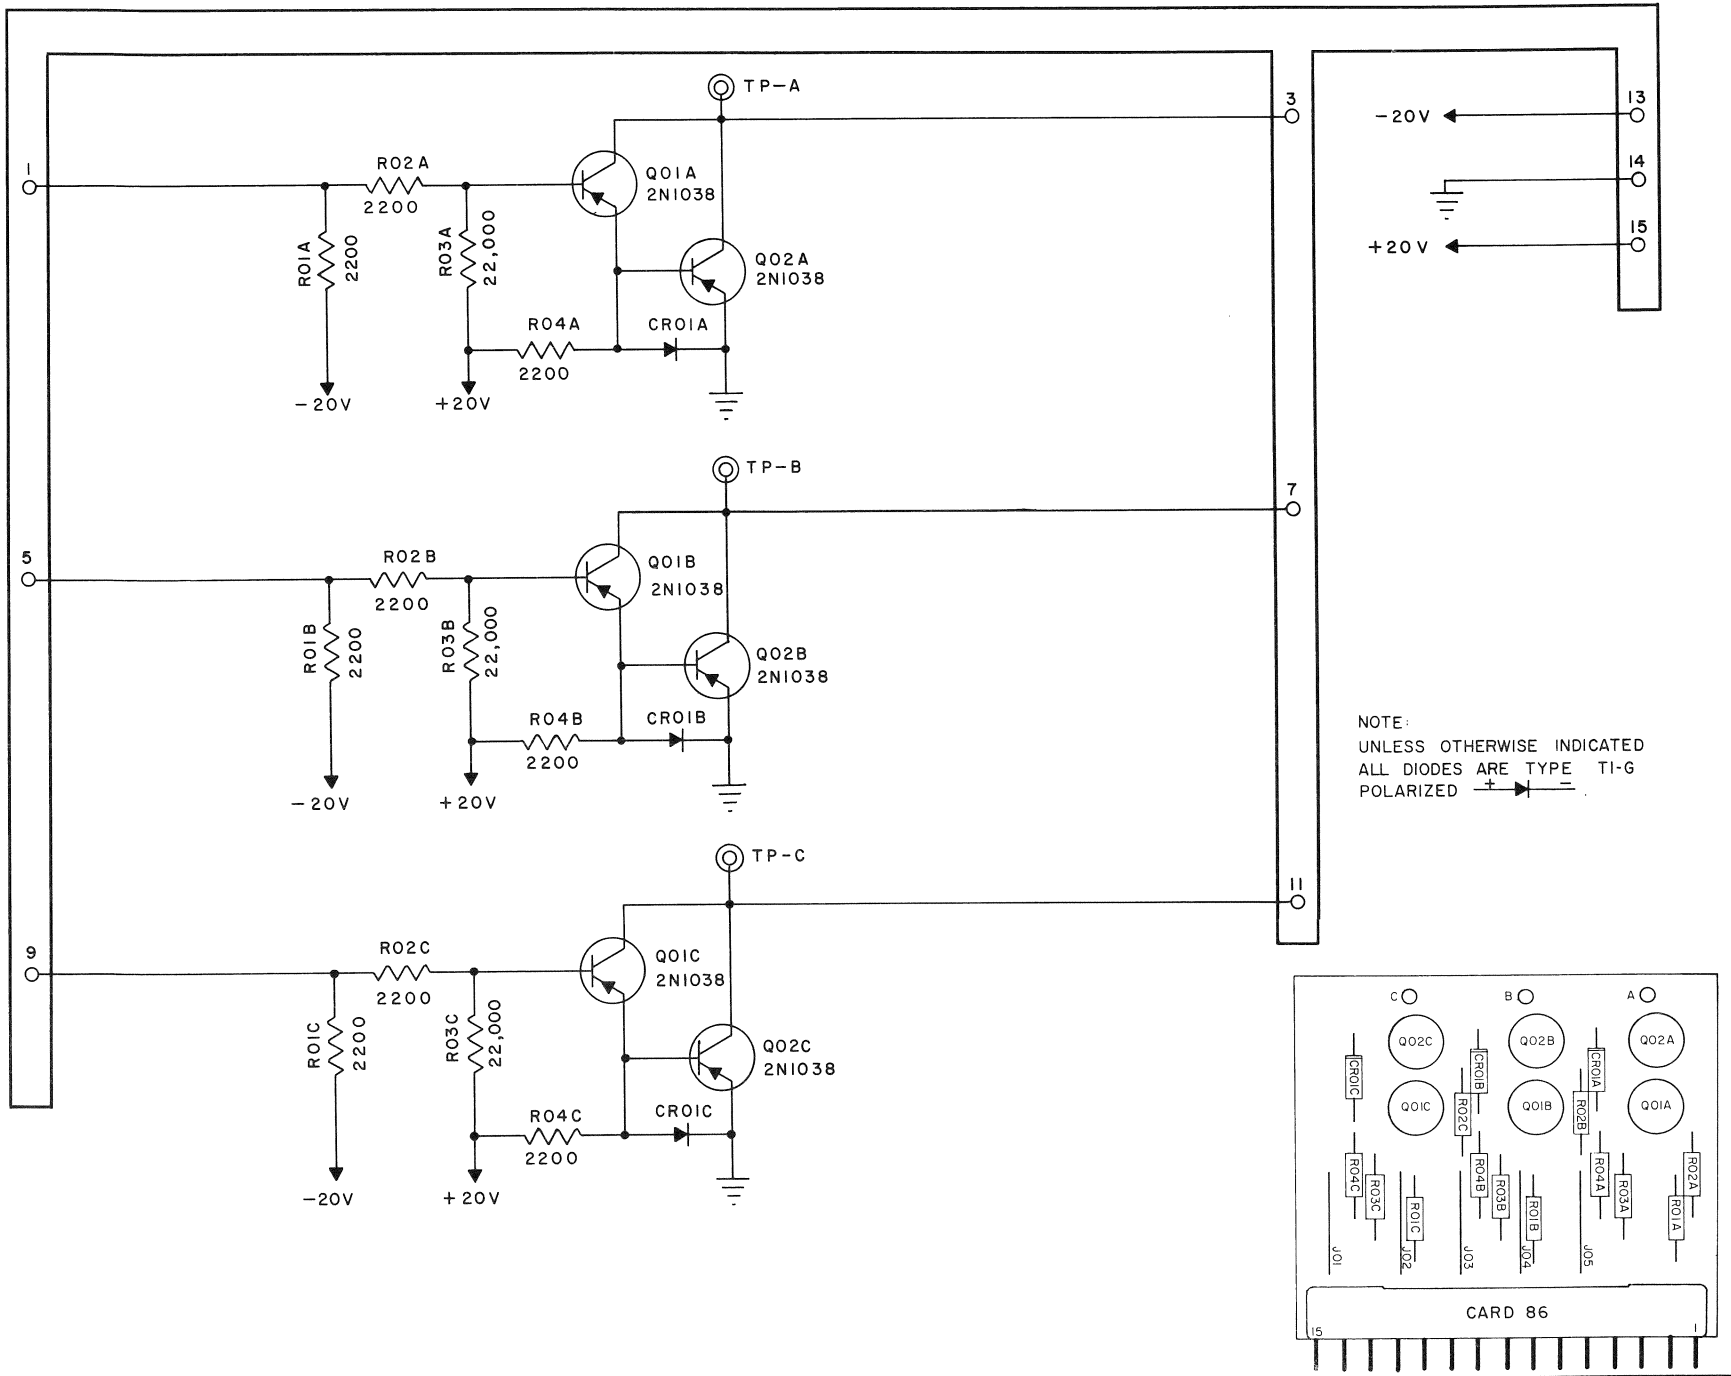 TP-A
3
13
-20V
14
15
+20V
1
R02A
2200
Q01A
2N1038
R01A
2200
R03A
22,000
Q02A
2N1038
R04A
2200
CR01A
-20V
+20V
TP-B
7
5
R02B
2200
Q01B
2N1038
R01B
2200
R03B
22,000
Q02B
2N1038
R04B
2200
CR01B
-20V
+20V
NOTE:
UNLESS OTHERWISE INDICATED
ALL DIODES ARE TYPE TI-G
POLARIZED + -
TP-C
11
9
R02C
2200
Q01C
2N1038
R01C
2200
R03C
22,000
Q02C
2N1038
R04C
2200
CR01C
-20V
+20V
C B A
Q02C Q02B Q02A
CR01C CR01B CR01A
Q01C Q01B Q01A
R02C R02B
R04C R04B R04A R02A
R03C R03B R03A
R01C R01B R01A
J01 J02 J03 J04 J05
CARD 86
15 1